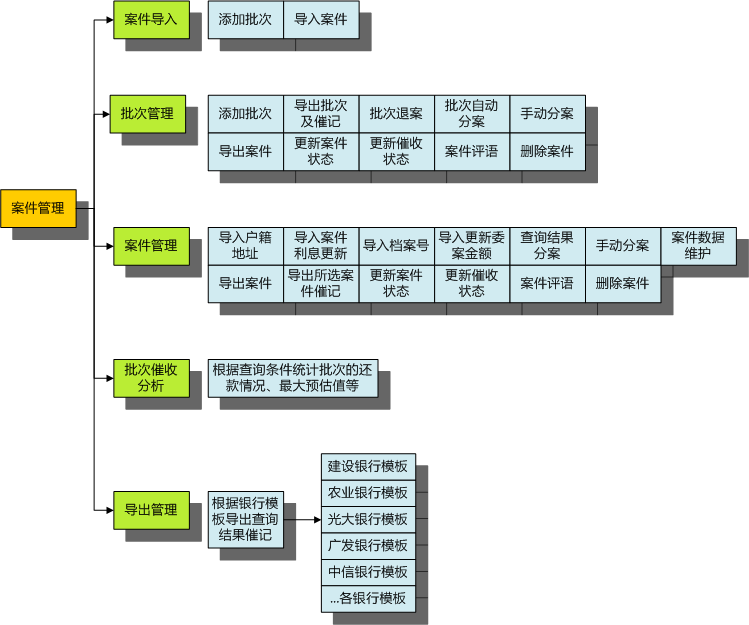 案件导入
添加批次
导入案件
批次管理
添加批次
导出批次
及催记
批次退案
批次自动
分案
手动分案
导出案件
更新案件
状态
更新催收
状态
案件评语
删除案件
案件管理
案件管理
导入户籍
地址
导入案件
利息更新
导入档案号
导入更新委
案金额
查询结果
分案
手动分案
案件数据
维护
导出案件
导出所选案
件催记
更新案件
状态
更新催收
状态
案件评语
删除案件
批次催收
分析
根据查询条件统计批次的还
款情况、最大预估值等
导出管理
根据银行模
板导出查询
结果催记
建设银行模板
农业银行模板
光大银行模板
广发银行模板
中信银行模板
...各银行模板